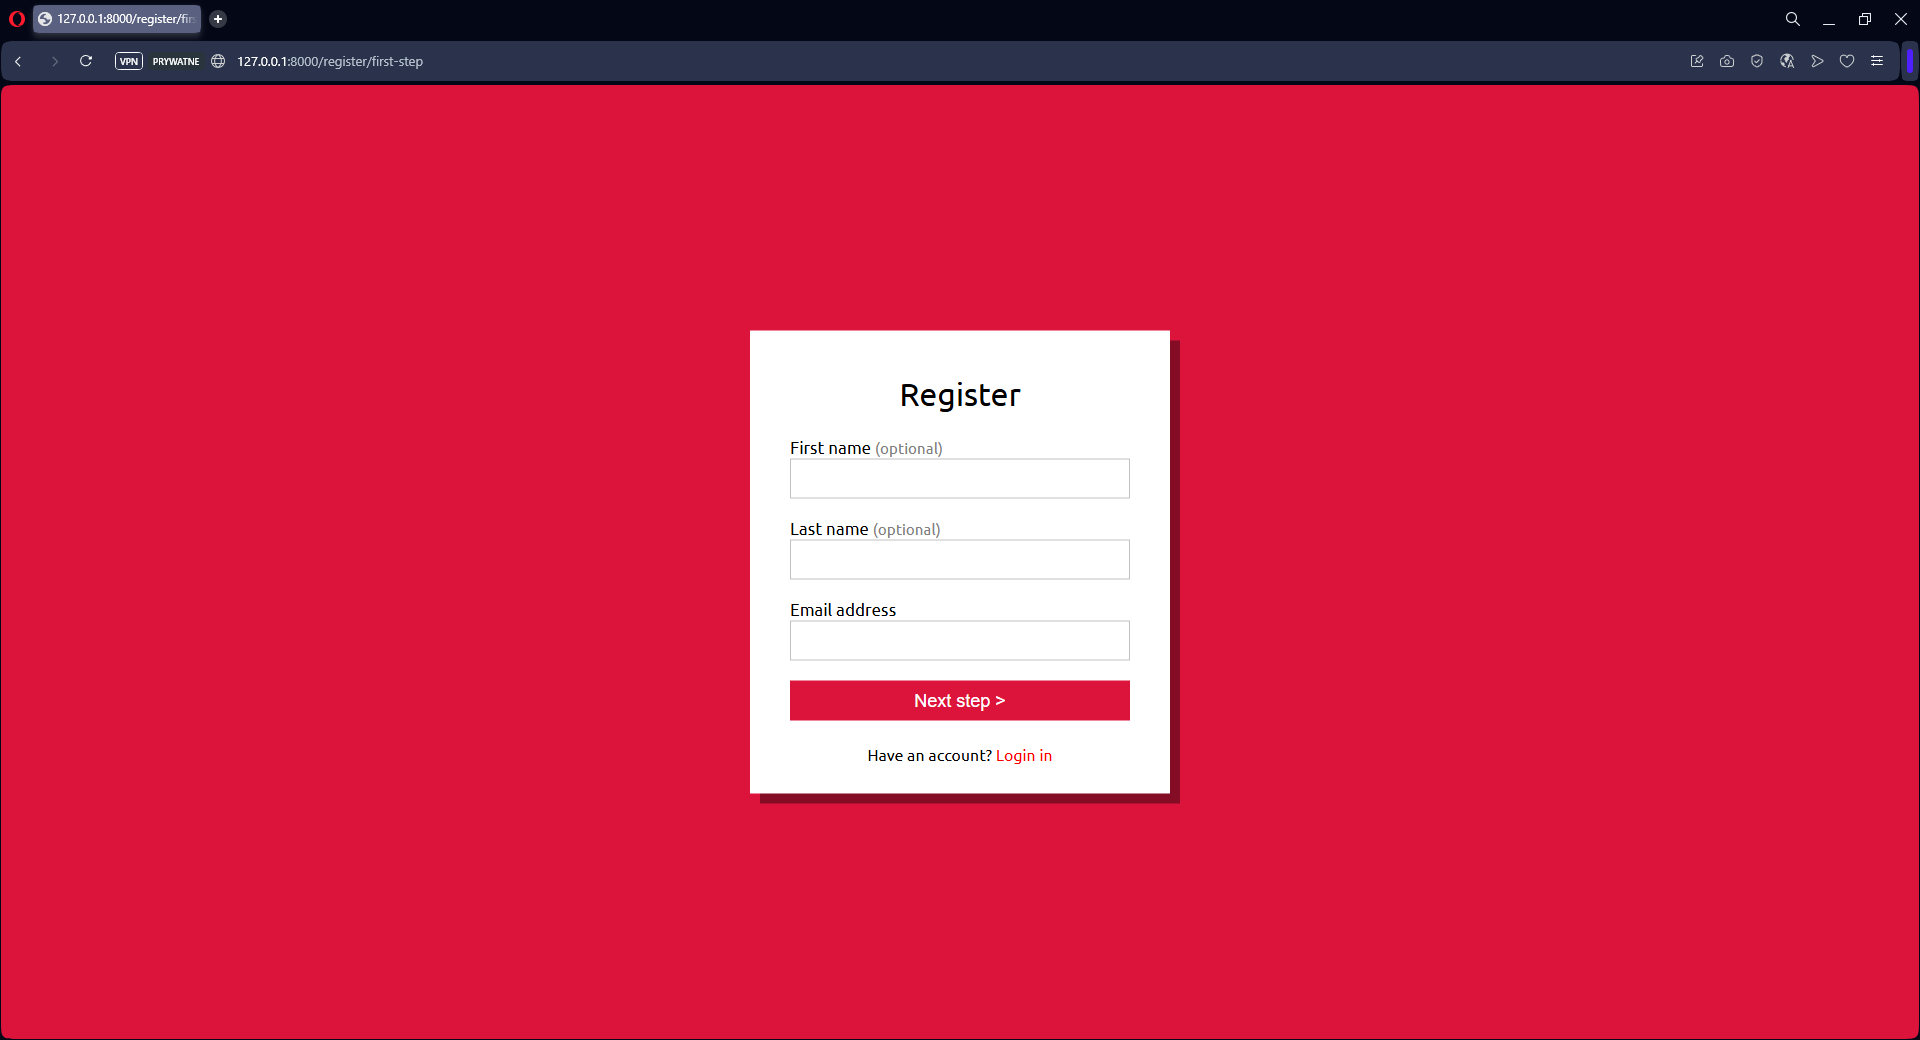 127.0.0.1:8000/register/fir
VPN PRYWATNE 127.0.0.1:8000/register/first-step
Register
First name (optional)
Last name (optional)
Email address
Next step >
Have an account? Login in